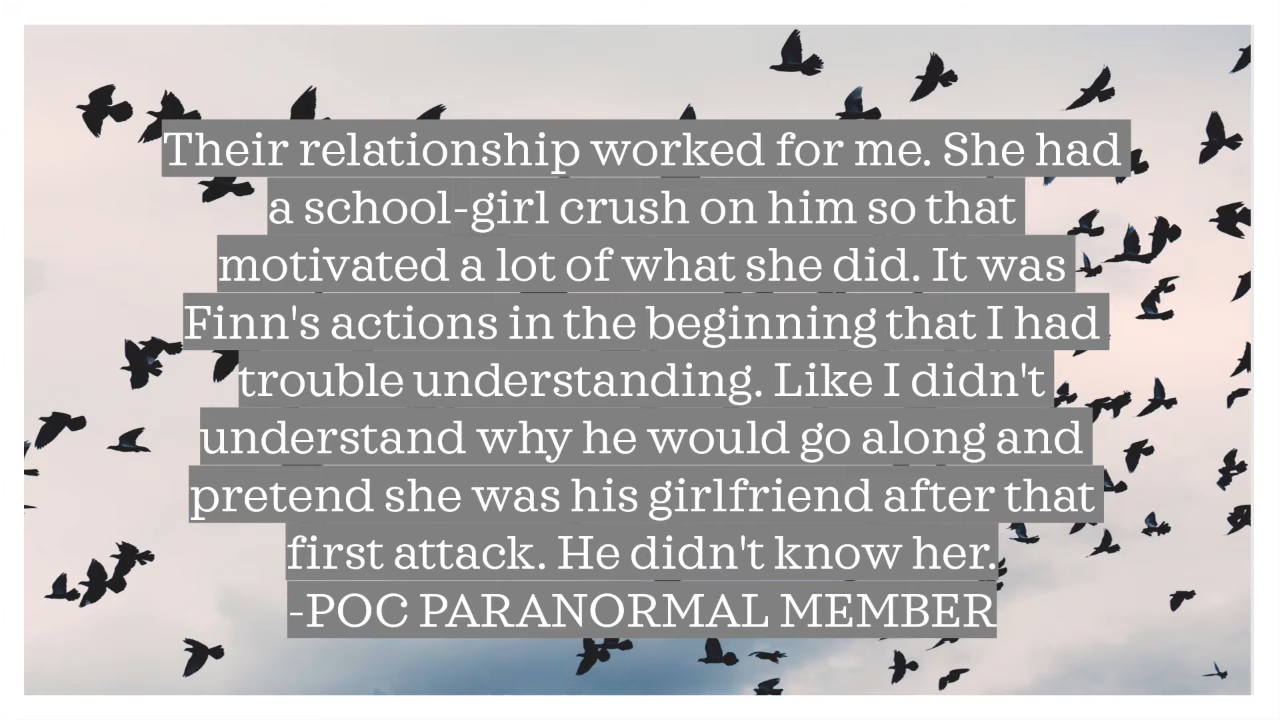 Their relationship worked for me. She had
a school-girl crush on him so that
motivated a lot of what she did. It was
Finn's actions in the beginning that I had
trouble understanding. Like I didn't
understand why he would go along and
pretend she was his girlfriend after that
first attack. He didn't know her.
-POC PARANORMAL MEMBER